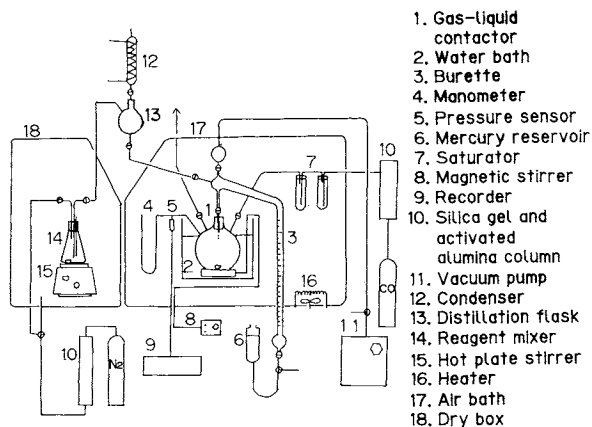 12
13
18
17
10
7
14
4
5
1
3
2
15
16
CO
8
6
11
9
10
N2
1. Gas-liquid
contactor
2. Water bath
3. Burette
4. Manometer
5. Pressure sensor
6. Mercury reservoir
7. Saturator
8. Magnetic stirrer
9. Recorder
10. Silica gel and
activated
alumina column
11. Vacuum pump
12. Condenser
13. Distillation flask
14. Reagent mixer
15. Hot plate stirrer
16. Heater
17. Air bath
18. Dry box